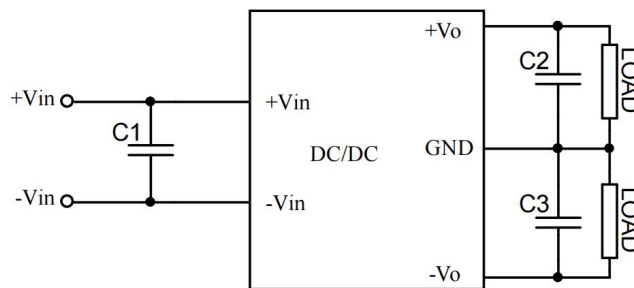 +Vo
C2
LOAD
+Vin
+Vin
C1
DC/DC
GND
-Vin
-Vin
C3
LOAD
-Vo